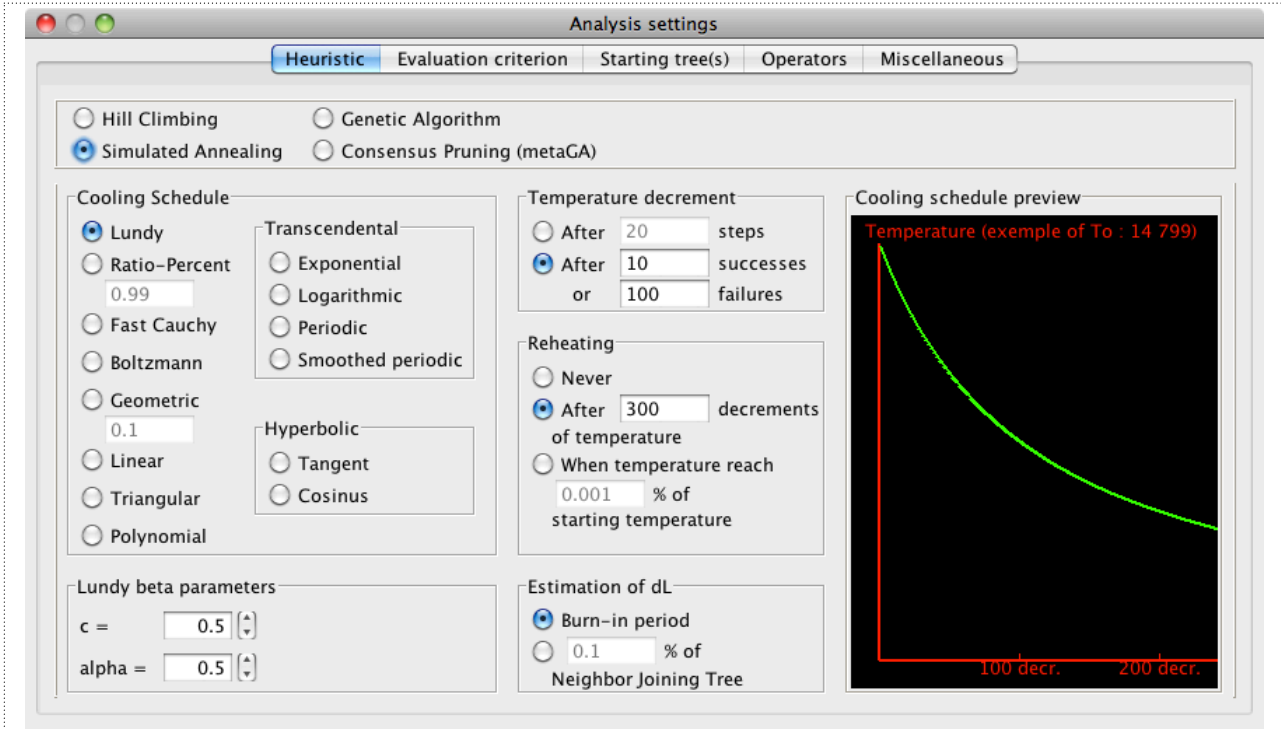 Analysis settings
Heuristic Evaluation criterion Starting tree(s) Operators Miscellaneous
Hill Climbing Genetic Algorithm
Simulated Annealing Consensus Pruning (metaGA)
Cooling Schedule
Lundy
Ratio-Percent
0.99
Fast Cauchy
Boltzmann
Geometric
0.1
Linear
Triangular
Polynomial
Transcendental
Exponential
Logarithmic
Periodic
Smoothed periodic
Hyperbolic
Tangent
Cosinus
Lundy beta parameters
c = 0.5
alpha = 0.5
Temperature decrement
After 20 steps
After 10 successes
or 100 failures
Reheating
Never
After 300 decrements
of temperature
When temperature reach
0.001 % of
starting temperature
Estimation of dL
Burn-in period
0.1 % of
Neighbor Joining Tree
Cooling schedule preview
Temperature (exemple of To : 14 799)
100 decr. 200 decr.